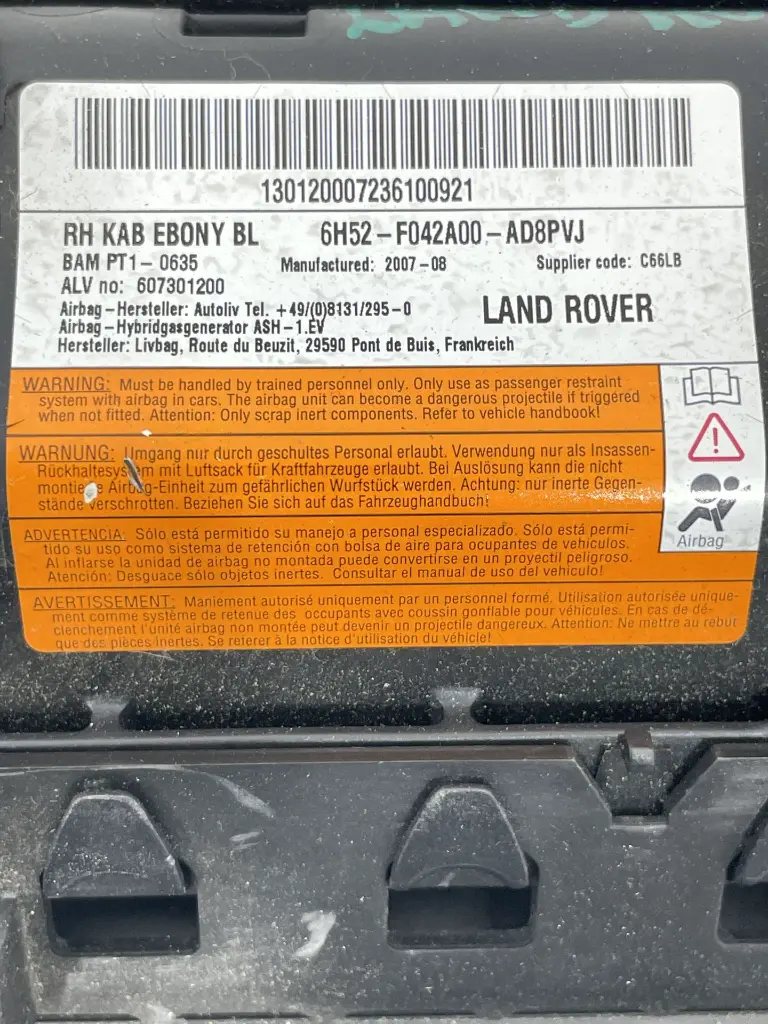 130120007236100921
RH KAB EBONY BL 6H52-F042A00-AD8PVJ
BAM PT1-0635 Manufactured: 2007-08 Supplier code: C66LB
ALV no: 607301200
Airbag-Hersteller: Autoliv Tel. +49/(0)8131/295-0 LAND ROVER
Airbag-Hybridgasgenerator ASH-1.EV
Hersteller: Livbag, Route du Beuzit, 29590 Pont de Buis, Frankreich
WARNING: Must be handled by trained personnel only. Only use as passenger restraint
system with airbag in cars. The airbag unit can become a dangerous projectile if triggered
when not fitted. Attention: Only scrap inert components. Refer to vehicle handbook!
WARNUNG: Umgang nur durch geschultes Personal erlaubt. Verwendung nur als Insassen-
Rückhaltesystem mit Luftsack für Kraftfahrzeuge erlaubt. Bei Auslösung kann die nicht
montierte Airbag-Einheit zum gefährlichen Wurfstück werden. Achtung: nur inerte Gegen-
stände verschrotten. Beziehen Sie sich auf das Fahrzeughandbuch!
Airbag
ADVERTENCIA: Sólo está permitido su manejo a personal especializado. Sólo está permi-
tido su uso como sistema de retención con bolsa de aire para ocupantes de vehículos.
Al inflarse la unidad de airbag no montada puede convertirse en un proyectil peligroso.
Atención: Desguace sólo objetos inertes. Consultar el manual de uso del vehículo!
AVERTISSEMENT: Maniement autorisé uniquement par un personnel formé. Utilisation autorisée unique-
ment comme système de retenue des occupants avec coussin gonflable pour véhicules. En cas de dé-
clenchement l'unité airbag non montée peut devenir un projectile dangereux. Attention: Ne mettre au rebut
que des pièces inertes. Se referer à la notice d'utilisation du véhicle!